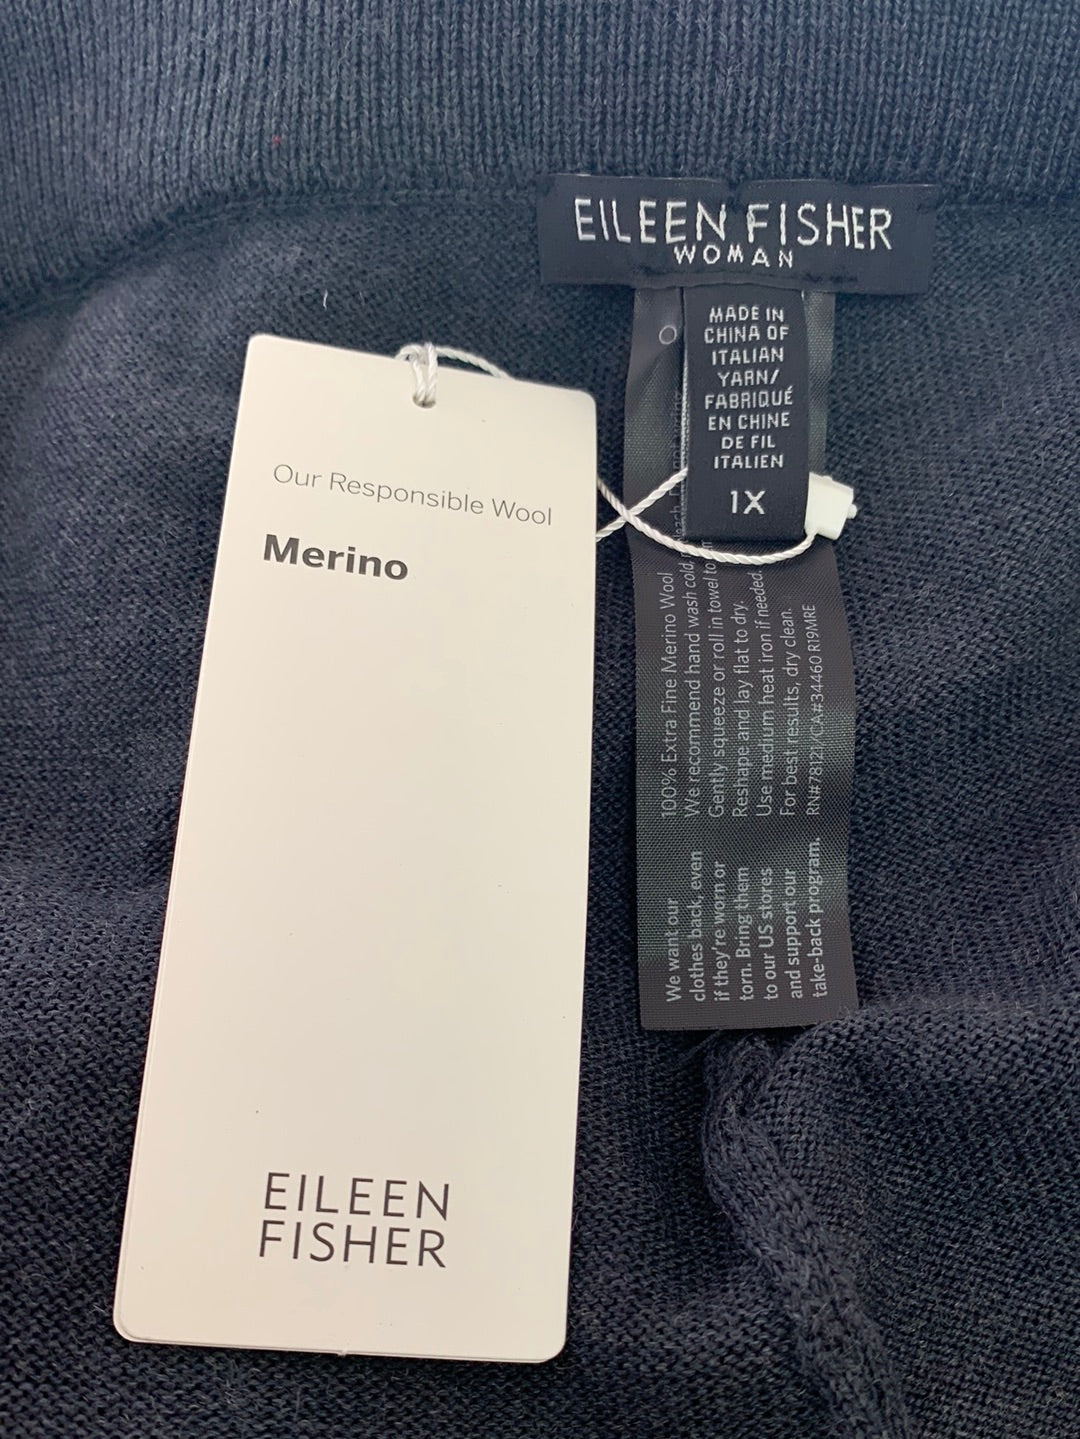 EILEEN FISHER
WOMAN
MADE IN
CHINA OF
ITALIAN
YARN/
FABRIQUÉ
EN CHINE
DE FIL
ITALIEN
1X
Our Responsible Wool
Merino
EILEEN
FISHER
100% Extra Fine Merino Wool
We recommend hand wash cold,
Gently squeeze or roll in towel to
Reshape and lay flat to dry.
Use medium heat iron if needed.
For best results, dry clean.
RN#78121/CA#34460 R19MRE
We want our
clothes back, even
if they're worn or
torn. Bring them
to our US stores
and support our
take-back program.